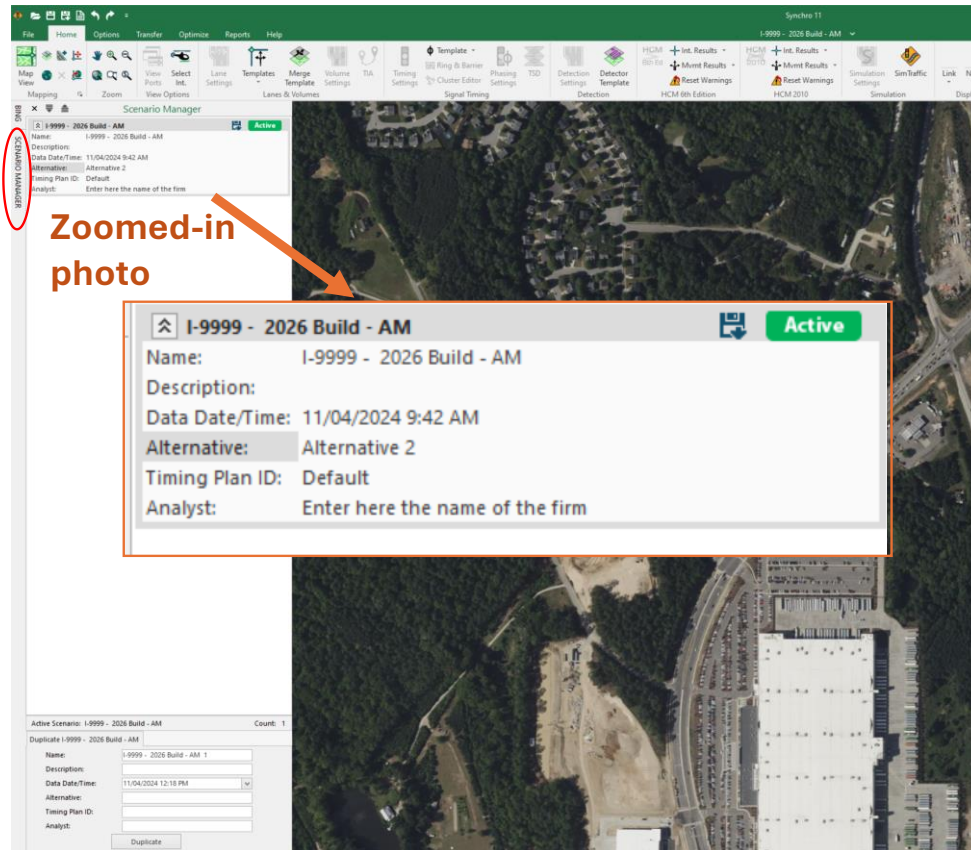 Synchro 11
File Home Options Transfer Optimize Reports Help
I-9999 - 2026 Build - AM
Map View
View Ports
Select Int.
Lane Settings
Templates
Merge Template
Volume Settings
TIA
Timing Settings
Template
Ring & Barrier
Cluster Editor
Phasing Settings
TSD
Detection Settings
Detector Template
HCM 6th Ed
Int. Results
Mvmt Results
Reset Warnings
HCM 2010
Int. Results
Mvmt Results
Reset Warnings
Simulation Settings
SimTraffic
Link
Mapping
Zoom
View Options
Lanes & Volumes
Signal Timing
Detection
HCM 6th Edition
HCM 2010
Simulation
BING
SCENARIO MANAGER
Scenario Manager
I-9999 - 2026 Build - AM Active
Name: I-9999 - 2026 Build - AM
Description:
Data Date/Time: 11/04/2024 9:42 AM
Alternative: Alternative 2
Timing Plan ID: Default
Analyst: Enter here the name of the firm
Zoomed-in
photo
I-9999 - 2026 Build - AM Active
Name: I-9999 - 2026 Build - AM
Description:
Data Date/Time: 11/04/2024 9:42 AM
Alternative: Alternative 2
Timing Plan ID: Default
Analyst: Enter here the name of the firm
Active Scenario: I-9999 - 2026 Build - AM Count: 1
Duplicate I-9999 - 2026 Build - AM
Name: I-9999 - 2026 Build - AM 1
Description:
Data Date/Time: 11/04/2024 12:18 PM
Alternative:
Timing Plan ID:
Analyst:
Duplicate